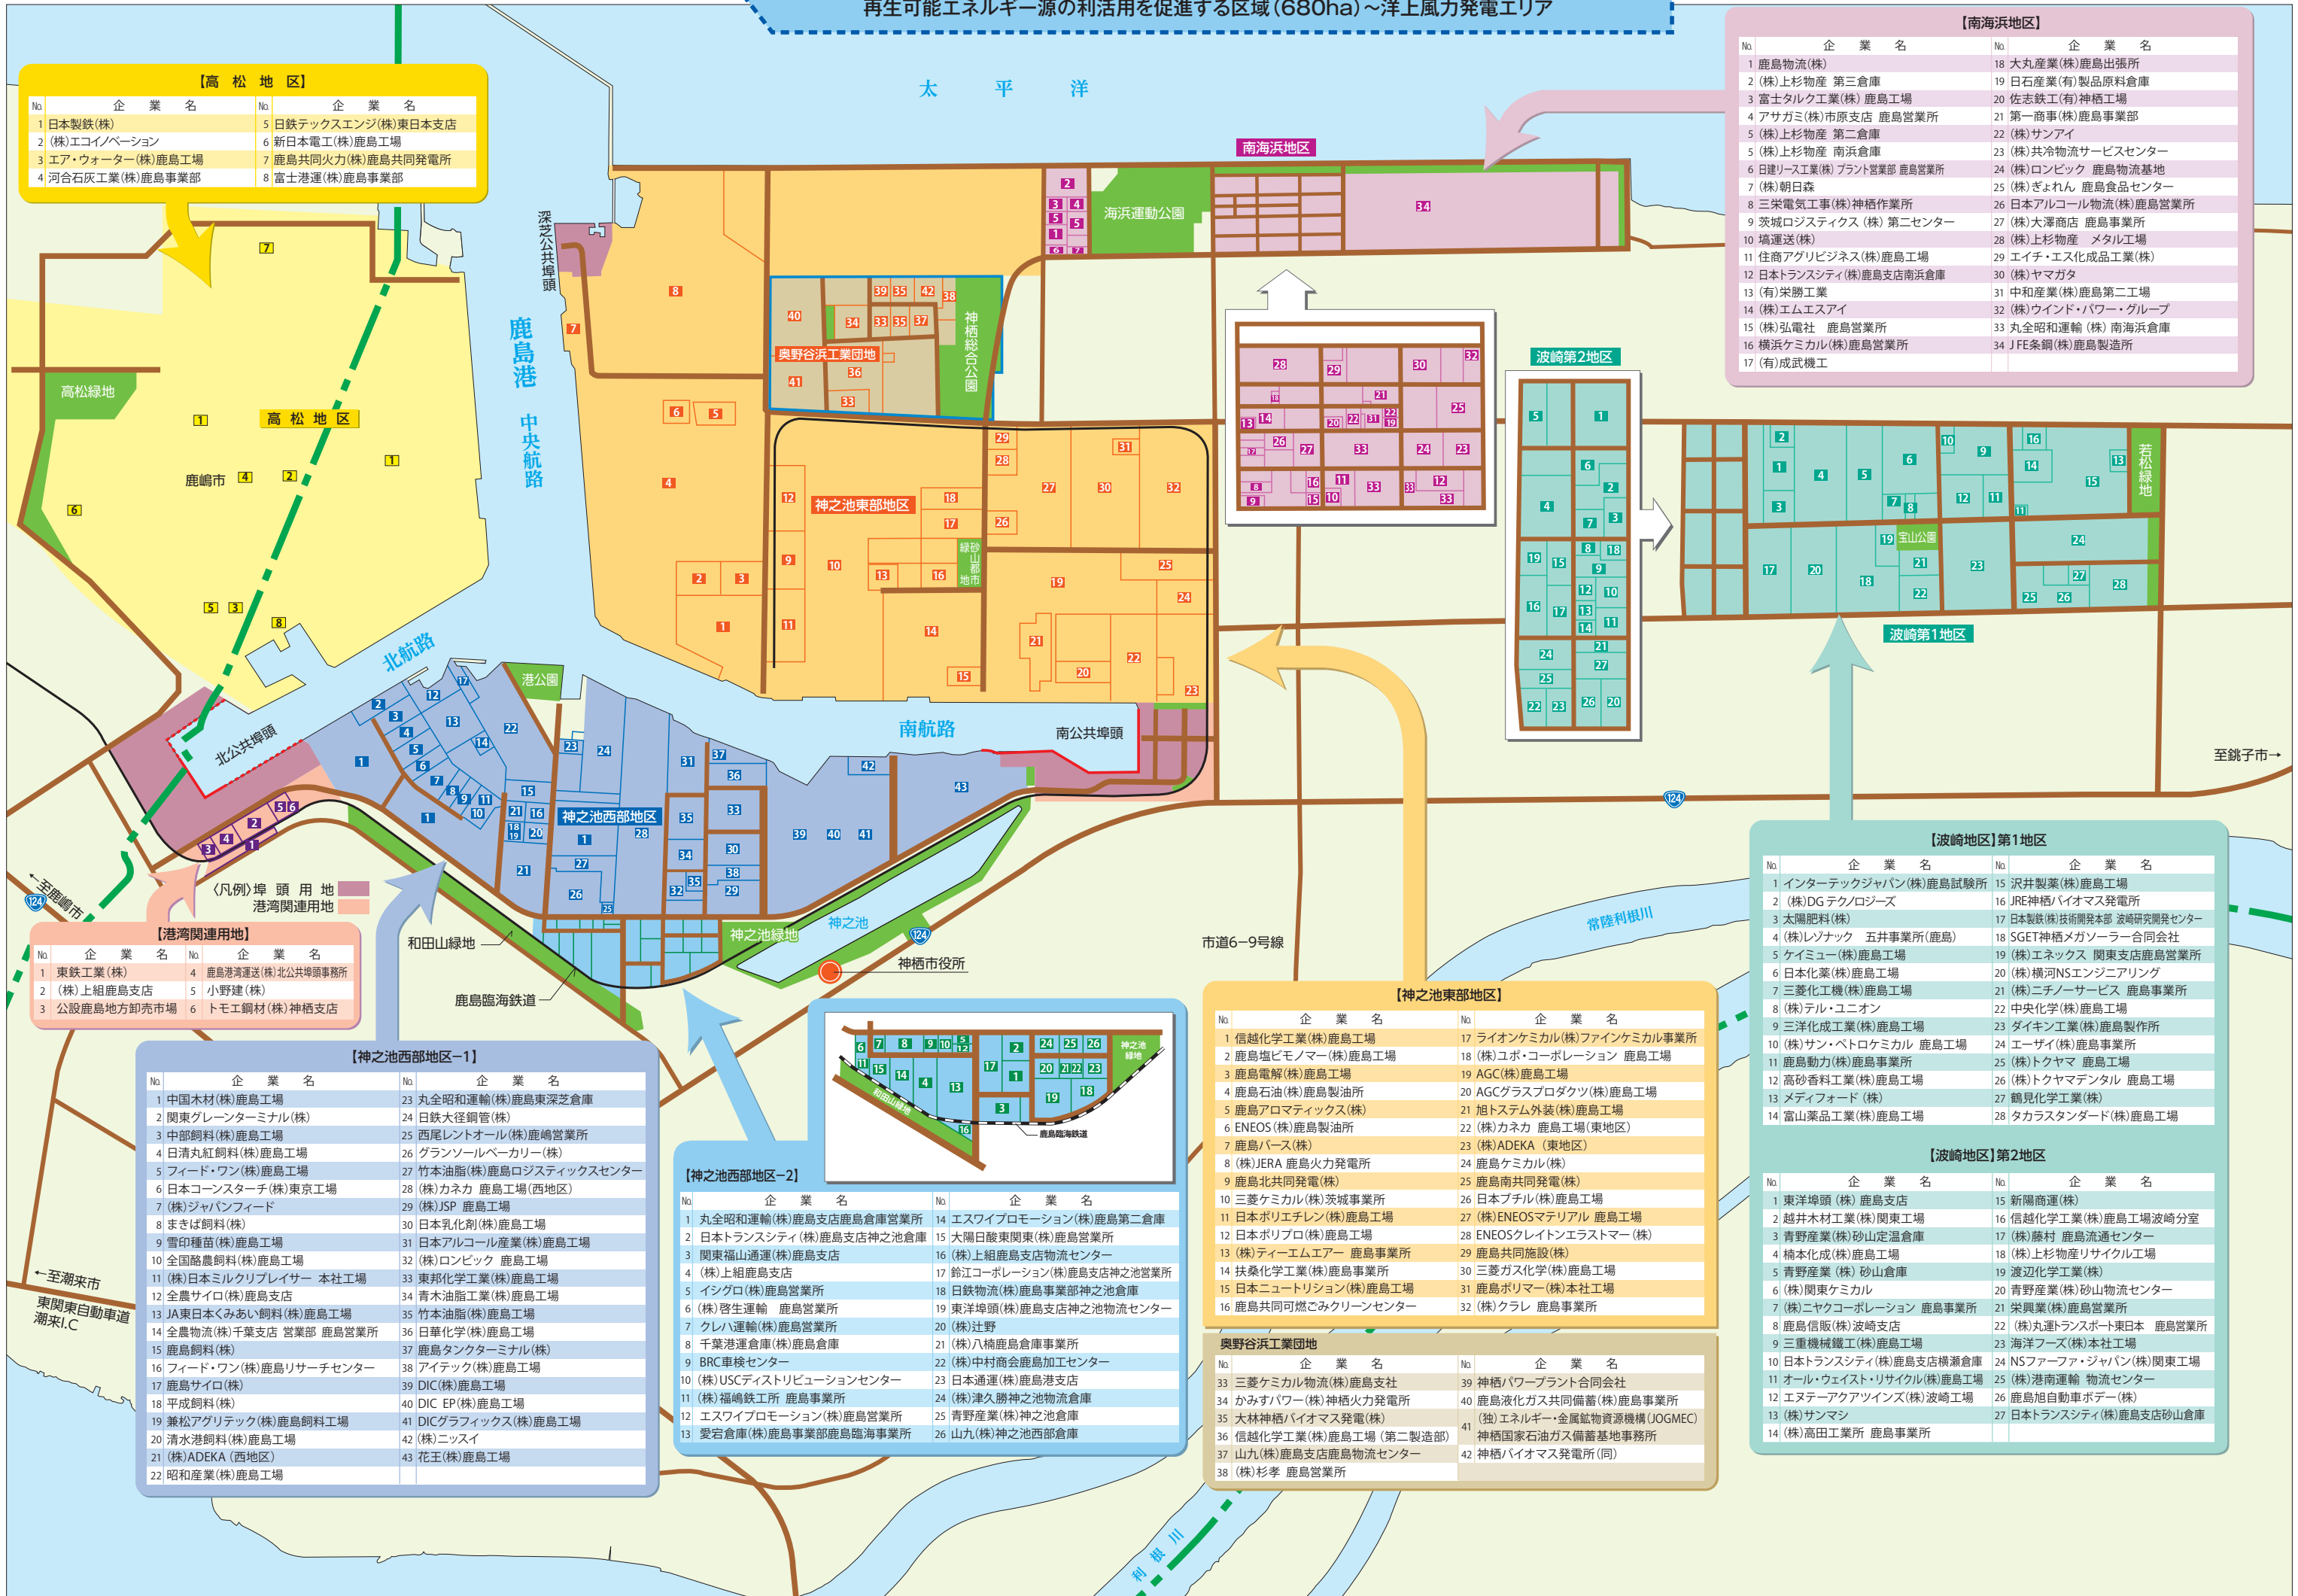 再生可能エネルギー源の利活用を促進する区域(680ha)～洋上風力発電エリア
太平洋
【高松地区】
No. 企業名 No. 企業名
1 日本製鉄(株) 5 日鉄テックスエンジ(株)東日本支店
2 (株)エコイノベーション 6 新日本電工(株)鹿島工場
3 エア・ウォーター(株)鹿島工場 7 鹿島共同火力(株)鹿島共同発電所
4 河合石灰工業(株)鹿島事業部 8 富士港運(株)鹿島事業部
【南海浜地区】
No. 企業名 No. 企業名
1 鹿島物流(株) 18 大丸産業(株)鹿島出張所
2 (株)上杉物産 第三倉庫 19 日石産業(有)製品原料倉庫
3 富士タルク工業(株) 鹿島工場 20 佐志鉄工(有)神栖工場
4 アサガミ(株)市原支店 鹿島営業所 21 第一商事(株)鹿島事業部
5 (株)上杉物産 第二倉庫 22 (株)サンアイ
5 (株)上杉物産 南浜倉庫 23 (株)共冷物流サービスセンター
6 日建リース工業(株) プラント営業部 鹿島営業所 24 (株)ロンビック 鹿島物流基地
7 (株)朝日森 25 (株)ぎょれん 鹿島食品センター
8 三栄電気工事(株)神栖作業所 26 日本アルコール物流(株)鹿島営業所
9 茨城ロジスティクス (株) 第二センター 27 (株)大澤商店 鹿島事業所
10 塙運送(株) 28 (株)上杉物産 メタル工場
11 住商アグリビジネス(株)鹿島工場 29 エイチ・エス化成品工業(株)
12 日本トランスシティ(株)鹿島支店南浜倉庫 30 (株)ヤマガタ
13 (有)栄勝工業 31 中和産業(株)鹿島第二工場
14 (株)エムエスアイ 32 (株)ウインド・パワー・グループ
15 (株)弘電社 鹿島営業所 33 丸全昭和運輸 (株) 南海浜倉庫
16 横浜ケミカル(株)鹿島営業所 34 JFE条鋼(株)鹿島製造所
17 (有)成武機工
南海浜地区
海浜運動公園
深芝公共埠頭
鹿島港 中央航路
奥野谷浜工業団地
神栖総合公園
波崎第2地区
高松緑地
高松地区
鹿嶋市
神之池東部地区
砂山都市緑地
若松緑地
宝山公園
波崎第1地区
北航路
港公園
南航路
北公共埠頭
南公共埠頭
至銚子市→
神之池西部地区
124
〈凡例〉埠頭用地
港湾関連用地
←至鹿嶋市
124
和田山緑地
鹿島臨海鉄道
神之池緑地
神之池
124
神栖市役所
市道6−9号線
常陸利根川
【港湾関連用地】
No. 企業名 No. 企業名
1 東鉄工業(株) 4 鹿島港湾運送(株)北公共埠頭事務所
2 (株)上組鹿島支店 5 小野建(株)
3 公設鹿島地方卸売市場 6 トモエ鋼材(株)神栖支店
←至潮来市
東関東自動車道
潮来I.C
【神之池西部地区−1】
No. 企業名 No. 企業名
1 中国木材(株)鹿島工場 23 丸全昭和運輸(株)鹿島東深芝倉庫
2 関東グレーンターミナル(株) 24 日鉄大径鋼管(株)
3 中部飼料(株)鹿島工場 25 西尾レントオール(株)鹿嶋営業所
4 日清丸紅飼料(株)鹿島工場 26 グランソールベーカリー(株)
5 フィード・ワン(株)鹿島工場 27 竹本油脂(株)鹿島ロジスティックスセンター
6 日本コーンスターチ(株)東京工場 28 (株)カネカ 鹿島工場(西地区)
7 (株)ジャパンフィード 29 (株)JSP 鹿島工場
8 まきば飼料(株) 30 日本乳化剤(株)鹿島工場
9 雪印種苗(株)鹿島工場 31 日本アルコール産業(株)鹿島工場
10 全国酪農飼料(株)鹿島工場 32 (株)ロンビック 鹿島工場
11 (株)日本ミルクリプレイサー 本社工場 33 東邦化学工業(株)鹿島工場
12 全農サイロ(株)鹿島支店 34 青木油脂工業(株)鹿島工場
13 JA東日本くみあい飼料(株)鹿島工場 35 竹本油脂(株)鹿島工場
14 全農物流(株)千葉支店 営業部 鹿島営業所 36 日華化学(株)鹿島工場
15 鹿島飼料(株) 37 鹿島タンクターミナル(株)
16 フィード・ワン(株)鹿島リサーチセンター 38 アイテック(株)鹿島工場
17 鹿島サイロ(株) 39 DIC(株)鹿島工場
18 平成飼料(株) 40 DIC EP(株)鹿島工場
19 兼松アグリテック(株)鹿島飼料工場 41 DICグラフィックス(株)鹿島工場
20 清水港飼料(株)鹿島工場 42 (株)ニッスイ
21 (株)ADEKA (西地区) 43 花王(株)鹿島工場
22 昭和産業(株)鹿島工場
神之池緑地
和田山緑地
鹿島臨海鉄道
【神之池西部地区−2】
No. 企業名 No. 企業名
1 丸全昭和運輸(株)鹿島支店鹿島倉庫営業所 14 エスワイプロモーション(株)鹿島第二倉庫
2 日本トランスシティ(株)鹿島支店神之池倉庫 15 大陽日酸東関東(株)鹿島営業所
3 関東福山通運(株)鹿島支店 16 (株)上組鹿島支店物流センター
4 (株)上組鹿島支店 17 鈴江コーポレーション(株)鹿島支店神之池営業所
5 イシグロ(株)鹿島営業所 18 日鉄物流(株)鹿島事業部神之池倉庫
6 (株)啓生運輸 鹿島営業所 19 東洋埠頭(株)鹿島支店神之池物流センター
7 クレハ運輸(株)鹿島営業所 20 (株)辻野
8 千葉港運倉庫(株)鹿島倉庫 21 (株)八楠鹿島倉庫事業所
9 BRC車検センター 22 (株)中村商会鹿島加工センター
10 (株)USCディストリビューションセンター 23 日本通運(株)鹿島港支店
11 (株)福嶋鉄工所 鹿島事業所 24 (株)津久勝神之池物流倉庫
12 エスワイプロモーション(株)鹿島営業所 25 青野産業(株)神之池倉庫
13 愛宕倉庫(株)鹿島事業部鹿島臨海事業所 26 山九(株)神之池西部倉庫
【神之池東部地区】
No. 企業名 No. 企業名
1 信越化学工業(株)鹿島工場 17 ライオンケミカル(株)ファインケミカル事業所
2 鹿島塩ビモノマー(株)鹿島工場 18 (株)ユポ・コーポレーション 鹿島工場
3 鹿島電解(株)鹿島工場 19 AGC(株)鹿島工場
4 鹿島石油(株)鹿島製油所 20 AGCグラスプロダクツ(株)鹿島工場
5 鹿島アロマティックス(株) 21 旭トステム外装(株)鹿島工場
6 ENEOS(株)鹿島製油所 22 (株)カネカ 鹿島工場(東地区)
7 鹿島バース(株) 23 (株)ADEKA (東地区)
8 (株)JERA 鹿島火力発電所 24 鹿島ケミカル(株)
9 鹿島北共同発電(株) 25 鹿島南共同発電(株)
10 三菱ケミカル(株)茨城事業所 26 日本ブチル(株)鹿島工場
11 日本ポリエチレン(株)鹿島工場 27 (株)ENEOSマテリアル 鹿島工場
12 日本ポリプロ(株)鹿島工場 28 ENEOSクレイトンエラストマー(株)
13 (株)ティーエムエアー 鹿島事業所 29 鹿島共同施設(株)
14 扶桑化学工業(株)鹿島事業所 30 三菱ガス化学(株)鹿島工場
15 日本ニュートリション(株)鹿島工場 31 鹿島ポリマー(株)本社工場
16 鹿島共同可燃ごみクリーンセンター 32 (株)クラレ 鹿島事業所
奥野谷浜工業団地
No. 企業名 No. 企業名
33 三菱ケミカル物流(株)鹿島支社 39 神栖パワープラント合同会社
34 かみすパワー(株)神栖火力発電所 40 鹿島液化ガス共同備蓄(株)鹿島事業所
35 大林神栖バイオマス発電(株) 41 (独)エネルギー・金属鉱物資源機構(JOGMEC)
36 信越化学工業(株)鹿島工場 (第二製造部) 神栖国家石油ガス備蓄基地事務所
37 山九(株)鹿島支店鹿島物流センター 42 神栖バイオマス発電所(同)
38 (株)杉孝 鹿島営業所
【波崎地区】第1地区
No. 企業名 No. 企業名
1 インターテックジャパン(株)鹿島試験所 15 沢井製薬(株)鹿島工場
2 (株)DG テクノロジーズ 16 JRE神栖バイオマス発電所
3 太陽肥料(株) 17 日本製鉄(株)技術開発本部 波崎研究開発センター
4 (株)レゾナック 五井事業所(鹿島) 18 SGET神栖メガソーラー合同会社
5 ケイミュー(株)鹿島工場 19 (株)エネックス 関東支店鹿島営業所
6 日本化薬(株)鹿島工場 20 (株)横河NSエンジニアリング
7 三菱化工機(株)鹿島工場 21 (株)ニチノーサービス 鹿島事業所
8 (株)テル・ユニオン 22 中央化学(株)鹿島工場
9 三洋化成工業(株)鹿島工場 23 ダイキン工業(株)鹿島製作所
10 (株)サン・ペトロケミカル 鹿島工場 24 エーザイ(株)鹿島事業所
11 鹿島動力(株)鹿島事業所 25 (株)トクヤマ 鹿島工場
12 高砂香料工業(株)鹿島工場 26 (株)トクヤマデンタル 鹿島工場
13 メディフォード (株) 27 鶴見化学工業(株)
14 富山薬品工業(株)鹿島工場 28 タカラスタンダード(株)鹿島工場
【波崎地区】第2地区
No. 企業名 No. 企業名
1 東洋埠頭 (株) 鹿島支店 15 新陽商運(株)
2 越井木材工業(株)関東工場 16 信越化学工業(株)鹿島工場波崎分室
3 青野産業(株)砂山定温倉庫 17 (株)藤村 鹿島流通センター
4 楠本化成(株)鹿島工場 18 (株)上杉物産リサイクル工場
5 青野産業 (株) 砂山倉庫 19 渡辺化学工業(株)
6 (株)関東ケミカル 20 青野産業(株)砂山物流センター
7 (株)ニヤクコーポレーション 鹿島事業所 21 栄興業(株)鹿島営業所
8 鹿島信販(株)波崎支店 22 (株)丸運トランスポート東日本 鹿島営業所
9 三重機械鐵工(株)鹿島工場 23 海洋フーズ(株)本社工場
10 日本トランスシティ(株)鹿島支店横瀬倉庫 24 NSファーファ・ジャパン(株)関東工場
11 オール・ウェイスト・リサイクル(株)鹿島工場 25 (株)港南運輸 物流センター
12 エヌテーアクアツインズ(株)波崎工場 26 鹿島旭自動車ボデー(株)
13 (株)サンマシ 27 日本トランスシティ(株)鹿島支店砂山倉庫
14 (株)高田工業所 鹿島事業所
利根川